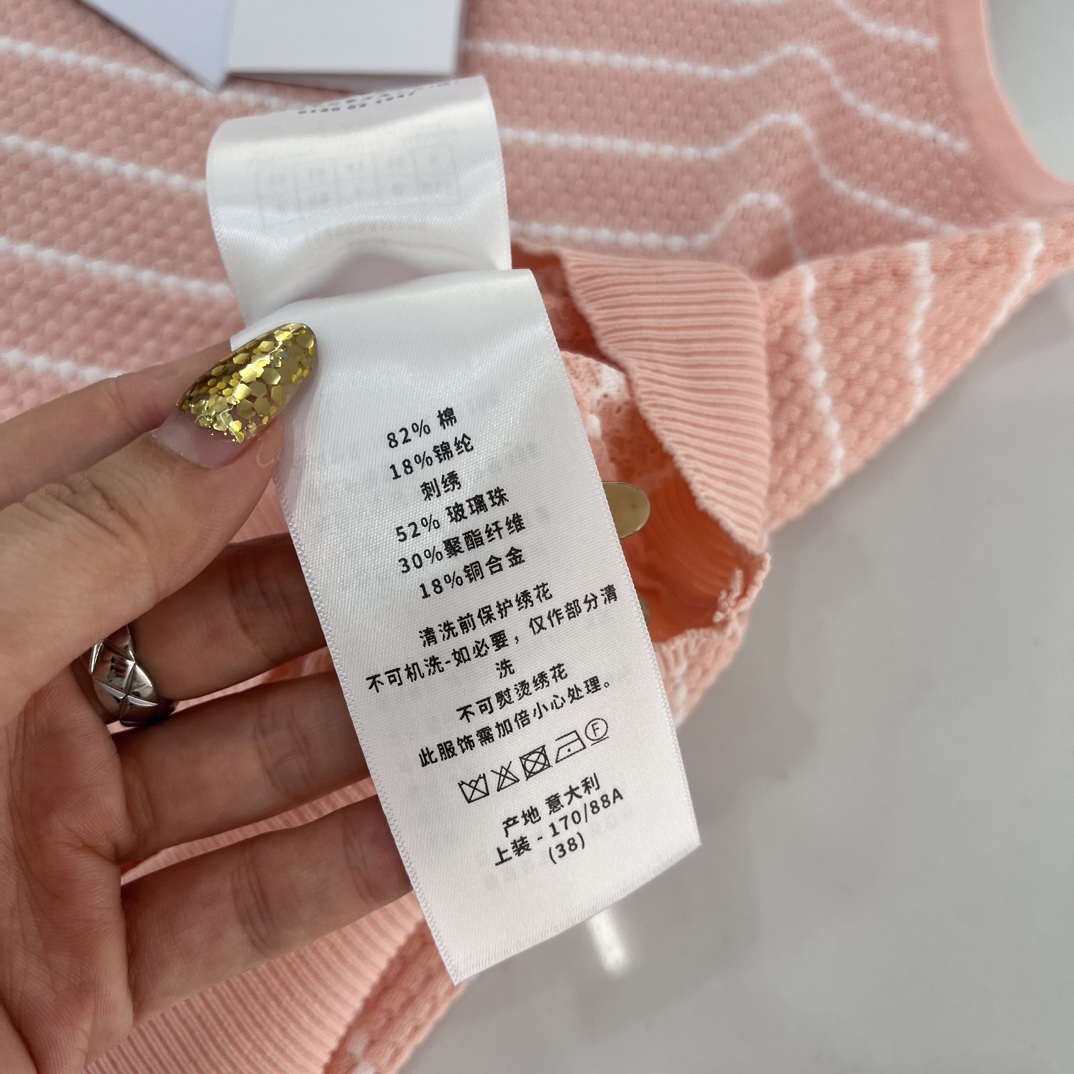 82% 棉
18%锦纶
刺绣
52% 玻璃珠
30%聚酯纤维
18%铜合金
清洗前保护绣花
不可机洗-如必要，仅作部分清
洗
不可熨烫绣花
此服饰需加倍小心处理。
F
产地 意大利
上装 - 170/88A
(38)